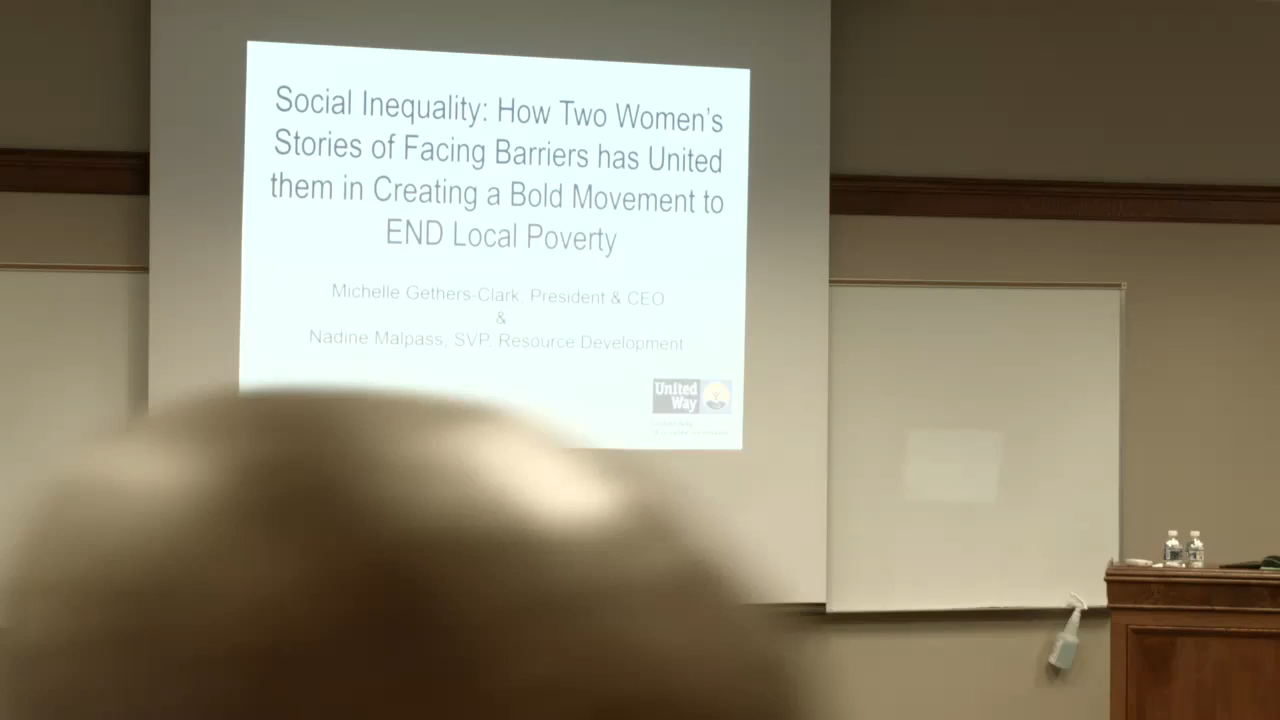 Social Inequality: How Two Women's
Stories of Facing Barriers has United
them in Creating a Bold Movement to
END Local Poverty
Michelle Gethers-Clark, President & CEO
&
Nadine Malpass, SVP, Resource Development
United
Way